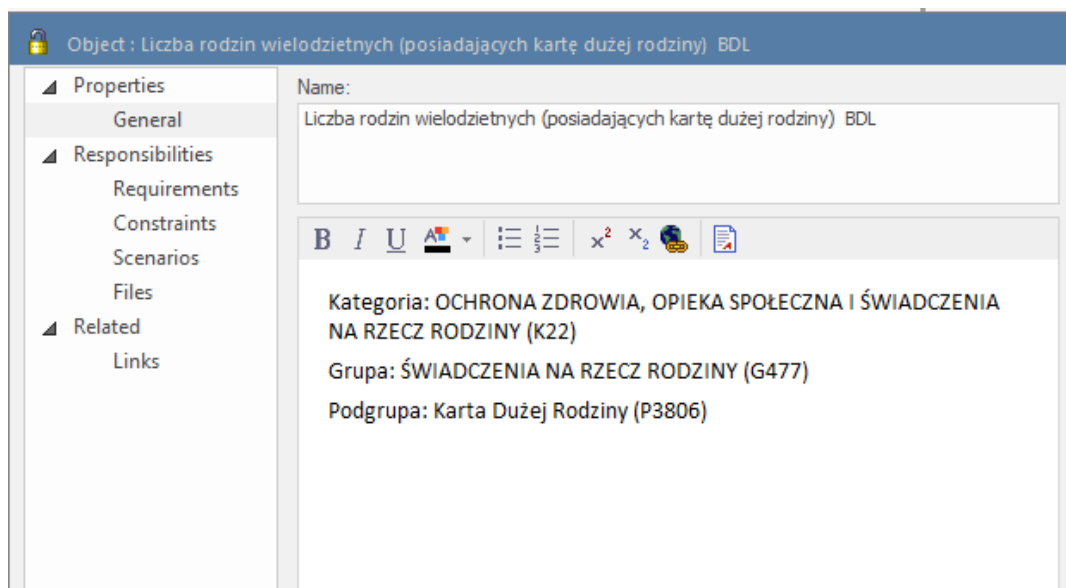 Object : Liczba rodzin wielodzietnych (posiadających kartę dużej rodziny)  BDL
Properties
General
Responsibilities
Requirements
Constraints
Scenarios
Files
Related
Links
Name:
Liczba rodzin wielodzietnych (posiadających kartę dużej rodziny)  BDL
B I U A x² x₂
Kategoria: OCHRONA ZDROWIA, OPIEKA SPOŁECZNA I ŚWIADCZENIA
NA RZECZ RODZINY (K22)
Grupa: ŚWIADCZENIA NA RZECZ RODZINY (G477)
Podgrupa: Karta Dużej Rodziny (P3806)